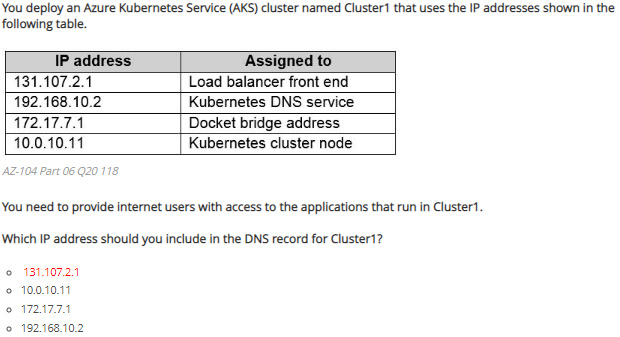 You deploy an Azure Kubernetes Service (AKS) cluster named Cluster1 that uses the IP addresses shown in the
following table.
IP address Assigned to
131.107.2.1 Load balancer front end
192.168.10.2 Kubernetes DNS service
172.17.7.1 Docket bridge address
10.0.10.11 Kubernetes cluster node
AZ-104 Part 06 Q20 118
You need to provide internet users with access to the applications that run in Cluster1.
Which IP address should you include in the DNS record for Cluster1?
131.107.2.1
10.0.10.11
172.17.7.1
192.168.10.2